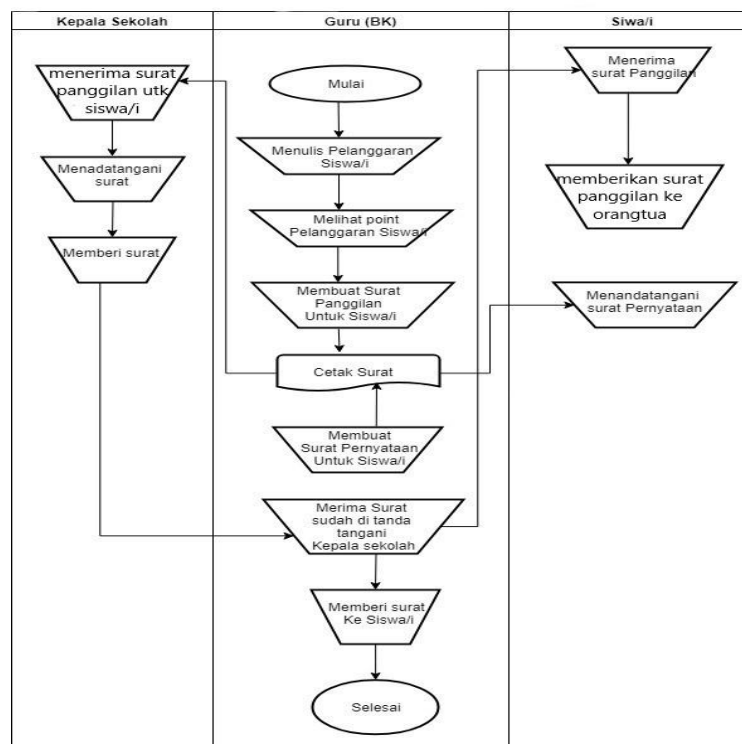 Kepala Sekolah
Guru (BK)
Siwa/i
menerima surat
panggilan utk
siswa/i
Menadatangani
surat
Memberi surat
Mulai
Menulis Pelanggaran
Siswa/i
Melihat point
Pelanggaran Siswa/i
Membuat Surat
Panggilan
Untuk Siswa/i
Cetak Surat
Membuat
Surat Pernyataan
Untuk Siswa/i
Merima Surat
sudah di tanda
tangani
Kepala sekolah
Memberi surat
Ke Siswa/i
Selesai
Menerima
surat Panggilan
memberikan surat
panggilan ke
orangtua
Menandatangani
surat Pernyataan